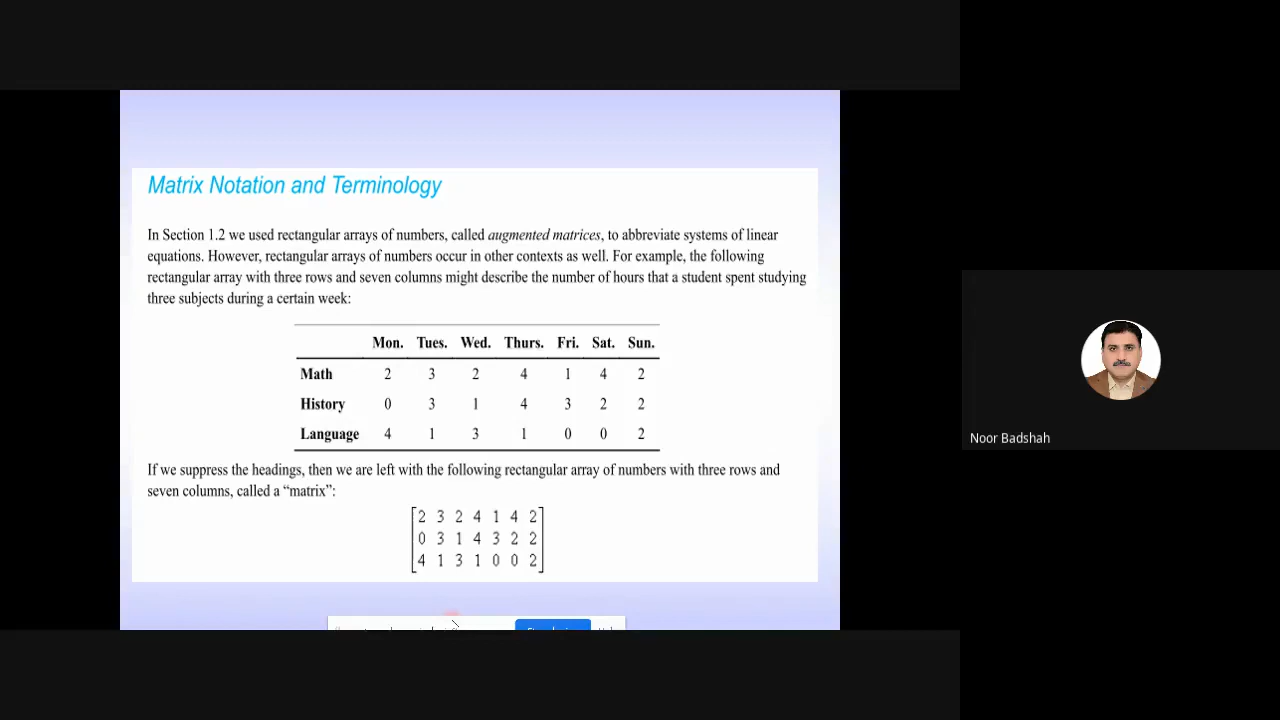 Matrix Notation and Terminology
In Section 1.2 we used rectangular arrays of numbers, called augmented matrices, to abbreviate systems of linear
equations. However, rectangular arrays of numbers occur in other contexts as well. For example, the following
rectangular array with three rows and seven columns might describe the number of hours that a student spent studying
three subjects during a certain week:
Mon. Tues. Wed. Thurs. Fri. Sat. Sun.
Math 2 3 2 4 1 4 2
History 0 3 1 4 3 2 2
Language 4 1 3 1 0 0 2
If we suppress the headings, then we are left with the following rectangular array of numbers with three rows and
seven columns, called a “matrix”:
2 3 2 4 1 4 2
0 3 1 4 3 2 2
4 1 3 1 0 0 2
Noor Badshah